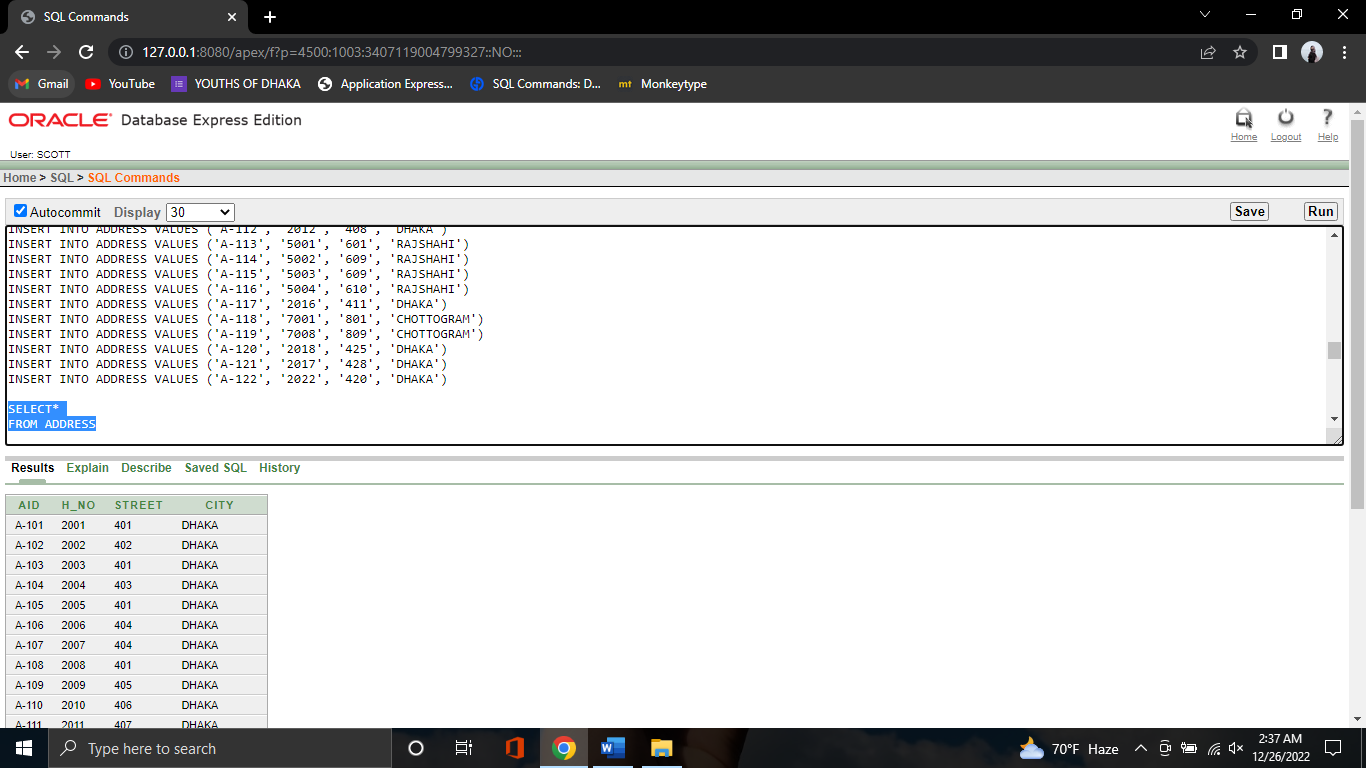 SQL Commands
127.0.0.1:8080/apex/f?p=4500:1003:3407119004799327::NO:::
Gmail YouTube YOUTHS OF DHAKA Application Express... SQL Commands: D... mt Monkeytype
ORACLE Database Express Edition
Home Logout Help
User: SCOTT
Home > SQL > SQL Commands
Autocommit Display 30 Save Run
INSERT INTO ADDRESS VALUES ('A-112', '2012', '408', 'DHAKA')
INSERT INTO ADDRESS VALUES ('A-113', '5001', '601', 'RAJSHAHI')
INSERT INTO ADDRESS VALUES ('A-114', '5002', '609', 'RAJSHAHI')
INSERT INTO ADDRESS VALUES ('A-115', '5003', '609', 'RAJSHAHI')
INSERT INTO ADDRESS VALUES ('A-116', '5004', '610', 'RAJSHAHI')
INSERT INTO ADDRESS VALUES ('A-117', '2016', '411', 'DHAKA')
INSERT INTO ADDRESS VALUES ('A-118', '7001', '801', 'CHOTTOGRAM')
INSERT INTO ADDRESS VALUES ('A-119', '7008', '809', 'CHOTTOGRAM')
INSERT INTO ADDRESS VALUES ('A-120', '2018', '425', 'DHAKA')
INSERT INTO ADDRESS VALUES ('A-121', '2017', '428', 'DHAKA')
INSERT INTO ADDRESS VALUES ('A-122', '2022', '420', 'DHAKA')
SELECT*
FROM ADDRESS
Results Explain Describe Saved SQL History
AID H_NO STREET CITY
A-101 2001 401 DHAKA
A-102 2002 402 DHAKA
A-103 2003 401 DHAKA
A-104 2004 403 DHAKA
A-105 2005 401 DHAKA
A-106 2006 404 DHAKA
A-107 2007 404 DHAKA
A-108 2008 401 DHAKA
A-109 2009 405 DHAKA
A-110 2010 406 DHAKA
A-111 2011 407 DHAKA
Type here to search
70°F Haze
2:37 AM
12/26/2022